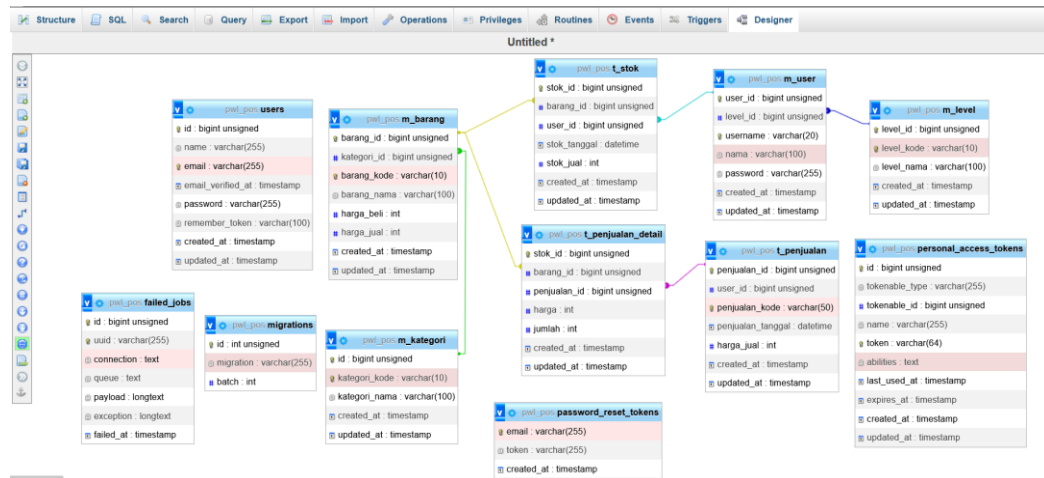 Structure SQL Search Query Export Import Operations Privileges Routines Events Triggers Designer
Untitled *
pwl_pos users
id : bigint unsigned
name : varchar(255)
email : varchar(255)
email_verified_at : timestamp
password : varchar(255)
remember_token : varchar(100)
created_at : timestamp
updated_at : timestamp
pwl_pos m_barang
barang_id : bigint unsigned
kategori_id : bigint unsigned
barang_kode : varchar(10)
barang_nama : varchar(100)
harga_beli : int
harga_jual : int
created_at : timestamp
updated_at : timestamp
pwl_pos t_stok
stok_id : bigint unsigned
barang_id : bigint unsigned
user_id : bigint unsigned
stok_tanggal : datetime
stok_jual : int
created_at : timestamp
updated_at : timestamp
pwl_pos m_user
user_id : bigint unsigned
level_id : bigint unsigned
username : varchar(20)
nama : varchar(100)
password : varchar(255)
created_at : timestamp
updated_at : timestamp
pwl_pos m_level
level_id : bigint unsigned
level_kode : varchar(10)
level_nama : varchar(100)
created_at : timestamp
updated_at : timestamp
pwl_pos t_penjualan_detail
stok_id : bigint unsigned
barang_id : bigint unsigned
penjualan_id : bigint unsigned
harga : int
jumlah : int
created_at : timestamp
updated_at : timestamp
pwl_pos t_penjualan
penjualan_id : bigint unsigned
user_id : bigint unsigned
penjualan_kode : varchar(50)
penjualan_tanggal : datetime
harga_jual : int
created_at : timestamp
updated_at : timestamp
pwl_pos personal_access_tokens
id : bigint unsigned
tokenable_type : varchar(255)
tokenable_id : bigint unsigned
name : varchar(255)
token : varchar(64)
abilities : text
last_used_at : timestamp
expires_at : timestamp
created_at : timestamp
updated_at : timestamp
pwl_pos failed_jobs
id : bigint unsigned
uuid : varchar(255)
connection : text
queue : text
payload : longtext
exception : longtext
failed_at : timestamp
pwl_pos migrations
id : int unsigned
migration : varchar(255)
batch : int
pwl_pos m_kategori
id : bigint unsigned
kategori_kode : varchar(10)
kategori_nama : varchar(100)
created_at : timestamp
updated_at : timestamp
pwl_pos password_reset_tokens
email : varchar(255)
token : varchar(255)
created_at : timestamp